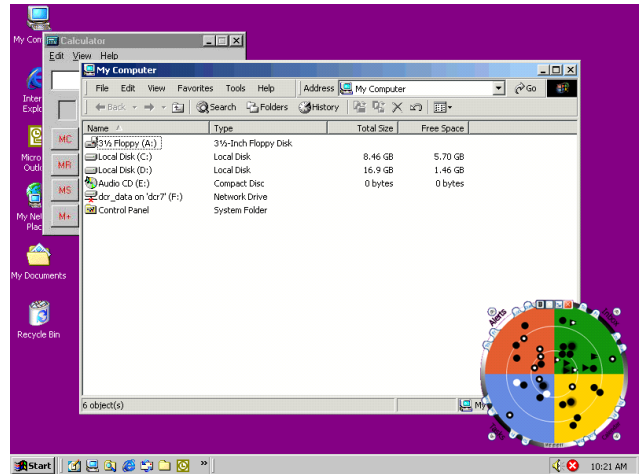 My Com
Calculator
Edit View Help
My Computer
File Edit View Favorites Tools Help Address My Computer Go
Back Search Folders History
Inter
Explo
Name Type Total Size Free Space
MC
3½ Floppy (A:) 3½-Inch Floppy Disk
Micro
Outlo
Local Disk (C:) Local Disk 8.46 GB 5.70 GB
MR
Local Disk (D:) Local Disk 16.9 GB 1.46 GB
Audio CD (E:) Compact Disc 0 bytes 0 bytes
MS
dcr_data on 'dcr7' (F:) Network Drive
Control Panel System Folder
My Net
Plac
M+
My Documents
Recycle Bin
Alerts
6 object(s) My
Start » 10:21 AM